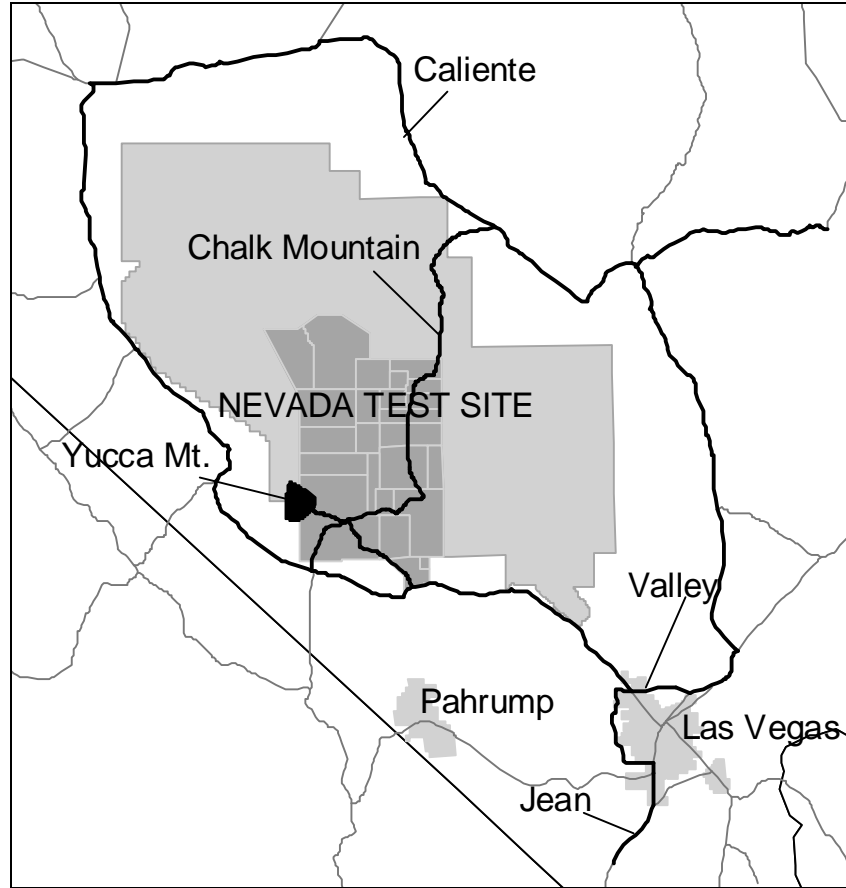 Caliente
Chalk Mountain
NEVADA TEST SITE
Yucca Mt.
Valley
Pahrump
Las Vegas
Jean